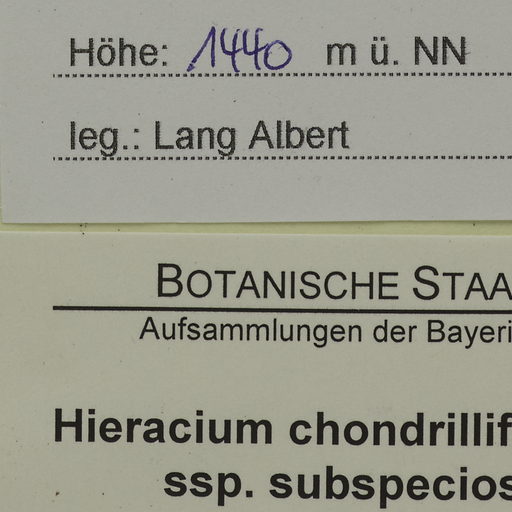 Höhe: 1440 m ü. NN
leg.: Lang Albert
BOTANISCHE STAA
Aufsammlungen der Bayeri
Hieracium chondrillif
ssp. subspecios